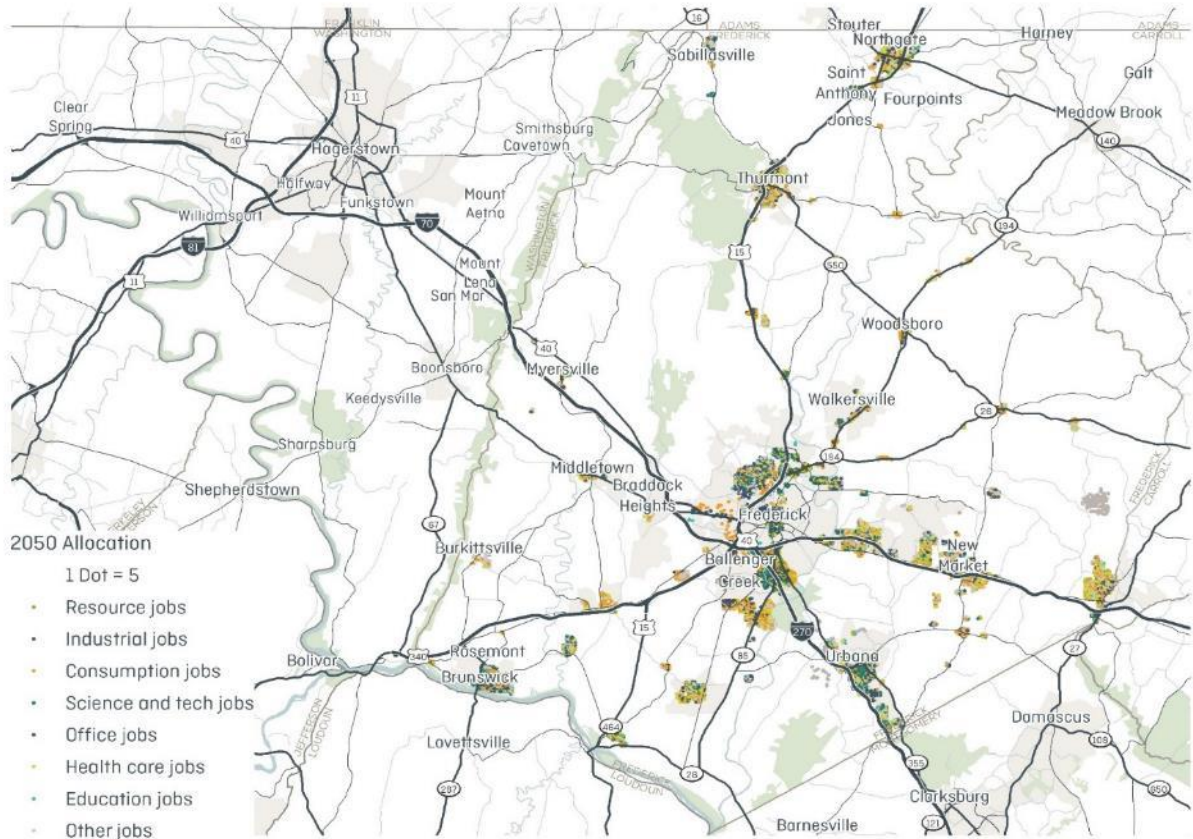 FRANKLIN
WASHINGTON
16
ADAMS
FREDERICK
Sabillasville
Stouter
Northgate
Harney
ADAMS
CARROLL
Saint
Anthony
Fourpoints
Jones
Galt
Meadow Brook
140
Clear
Spring
40
11
Hagerstown
Halfway
Funkstown
Williamsport
81
11
70
Smithsburg
Cavetown
Mount
Aetna
Mount
Lena
San Mar
WASHINGTON
FREDERICK
Thurmont
15
550
194
Woodsboro
Boonsboro
40
Myersville
Keedysville
Walkersville
26
Sharpsburg
194
Shepherdstown
Middletown
Braddock
Heights
Frederick
40
FREDERICK
CARROLL
67
Burkittsville
Ballenger
Creek
New
Market
15
270
85
Urbana
27
Bolivar
340
Rosemont
Brunswick
Damascus
464
Lovettsville
JEFFERSON
LOUDOUN
FREDERICK
LOUDOUN
28
287
355
108
650
Clarksburg
121
Barnesville
2050 Allocation
1 Dot = 5
Resource jobs
Industrial jobs
Consumption jobs
Science and tech jobs
Office jobs
Health care jobs
Education jobs
Other jobs